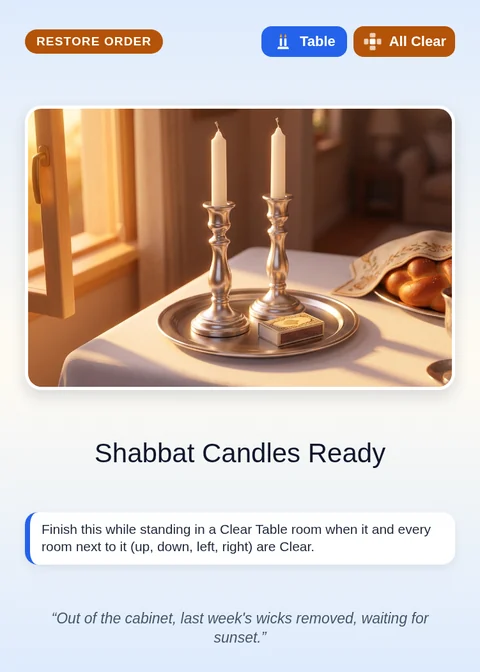 RESTORE ORDER
Table
All Clear
Shabbat Candles Ready
Finish this while standing in a Clear Table room when it and every
room next to it (up, down, left, right) are Clear.
“Out of the cabinet, last week's wicks removed, waiting for
sunset.”